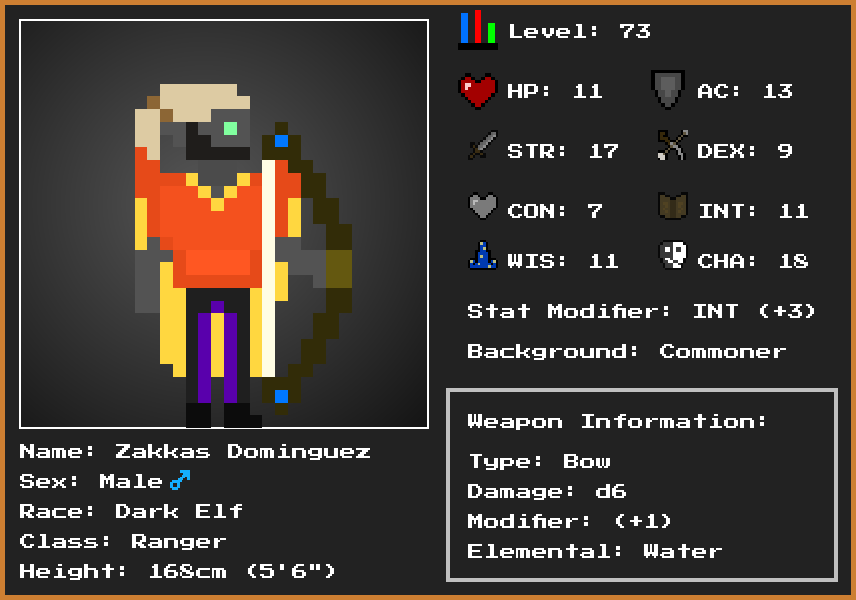 Level: 73
HP: 11 AC: 13
STR: 17 DEX: 9
CON: 7 INT: 11
WIS: 11 CHA: 18
Stat Modifier: INT (+3)
Background: Commoner
Weapon Information:
Type: Bow
Damage: d6
Modifier: (+1)
Elemental: Water
Name: Zakkas Dominguez
Sex: Male ♂
Race: Dark Elf
Class: Ranger
Height: 168cm (5'6")